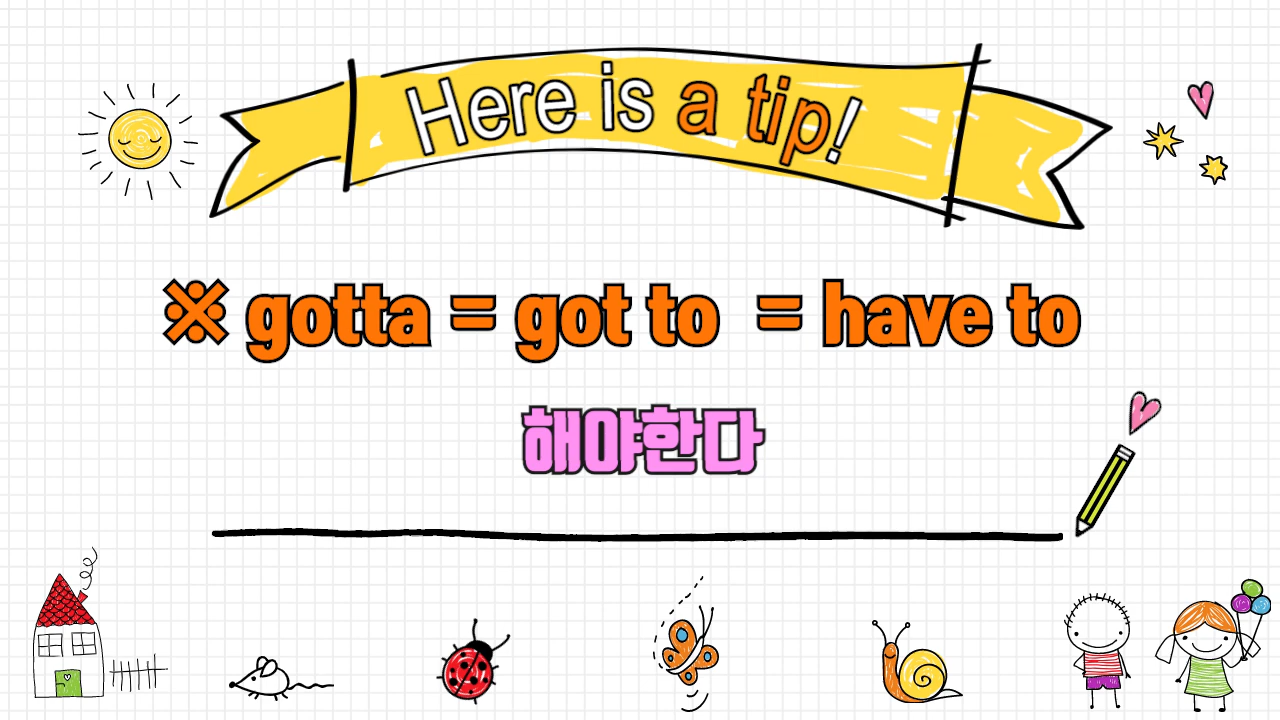 Here is a tip!
※ gotta = got to = have to
해야한다